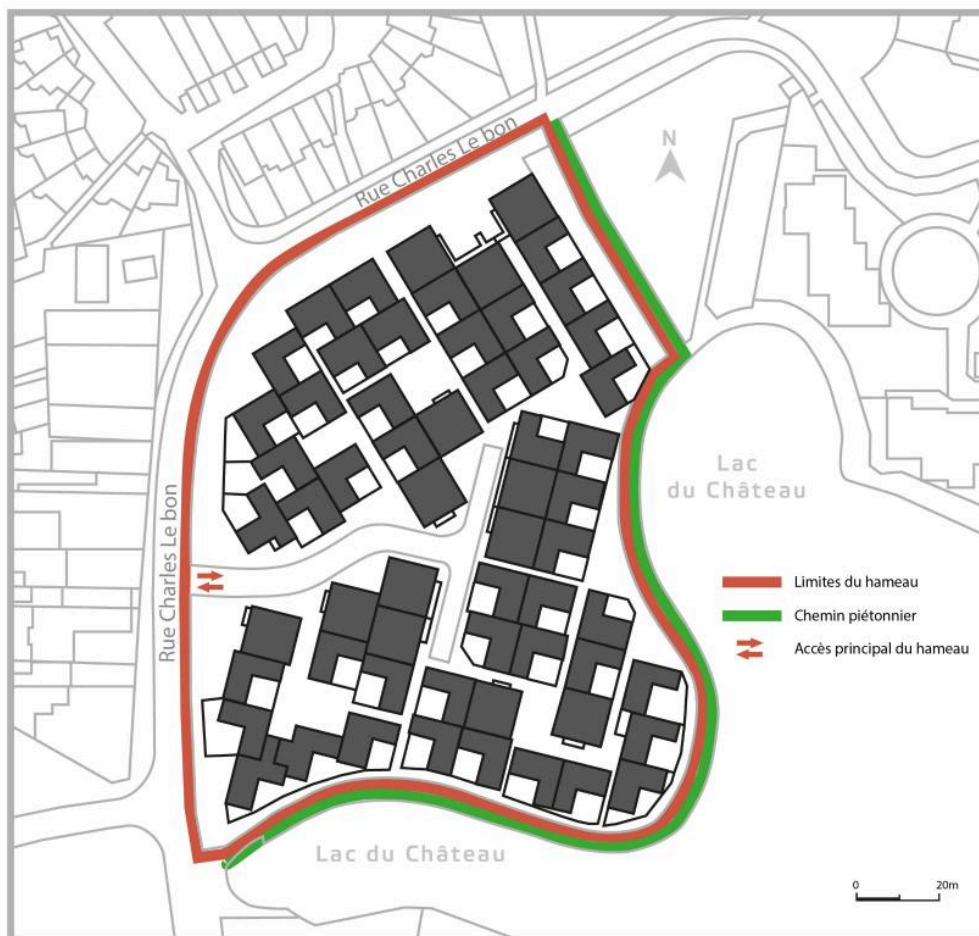 Rue Charles Le bon
N
Lac
du Château
Limites du hameau
Chemin piétonnier
Accès principal du hameau
Rue Charles Le bon
Lac du Château
0 20m